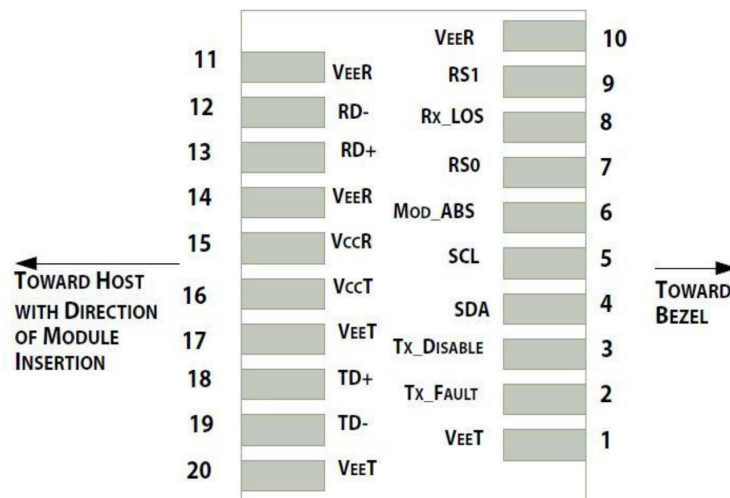 11 VEER
12 RD-
13 RD+
14 VEER
15 VCCR
16 VCCT
17 VEET
18 TD+
19 TD-
20 VEET
VEER 10
RS1 9
RX_LOS 8
RS0 7
MOD_ABS 6
SCL 5
SDA 4
TX_DISABLE 3
TX_FAULT 2
VEET 1
TOWARD HOST
WITH DIRECTION
OF MODULE
INSERTION
TOWARD
BEZEL